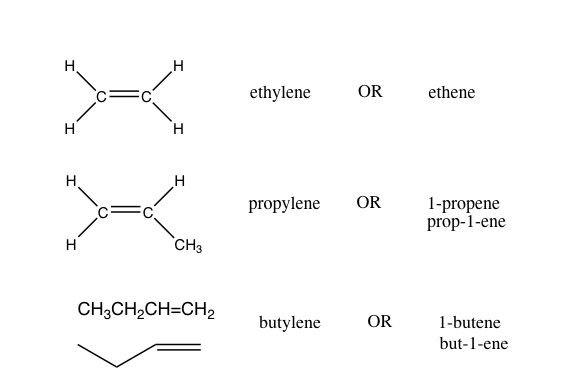 H H
C C
H H
ethylene OR ethene
H H
C C
H CH₃
propylene OR 1-propene
prop-1-ene
CH₃CH₂CH=CH₂
butylene OR 1-butene
but-1-ene